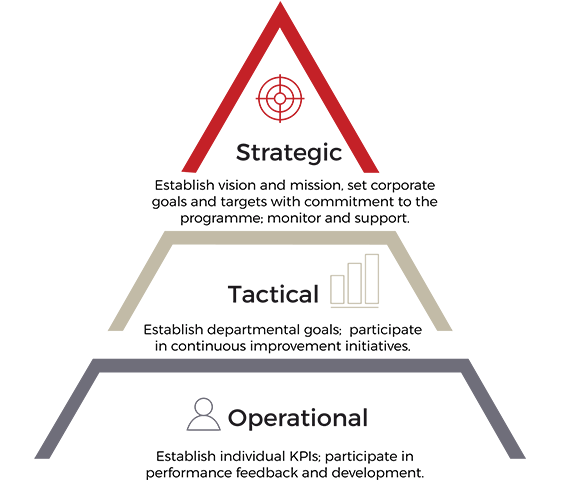 Strategic
Establish vision and mission, set corporate
goals and targets with commitment to the
programme; monitor and support.
Tactical
Establish departmental goals; participate
in continuous improvement initiatives.
Operational
Establish individual KPIs; participate in
performance feedback and development.